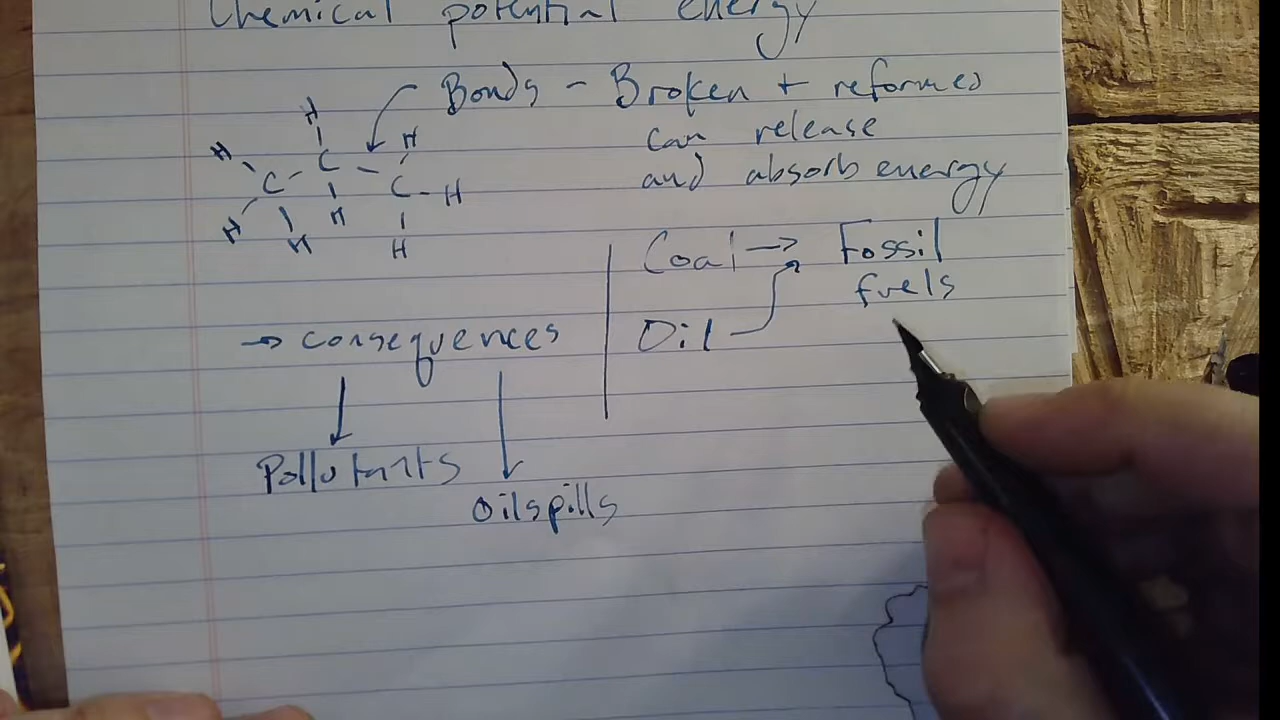 Chemical potential energy
Bonds - Broken + reformed
can release
and absorb energy
H
H H
C - C - C - H
H H H H
Coal → Fossil
fuels
Oil
→ consequences
Pollutants
Oilspills